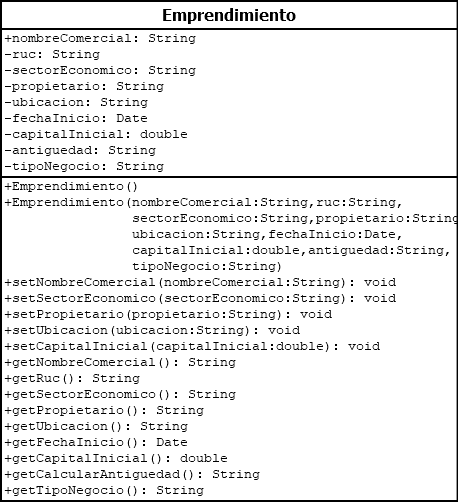 Emprendimiento
+nombreComercial: String
-ruc: String
-sectorEconomico: String
-propietario: String
-ubicacion: String
-fechaInicio: Date
-capitalInicial: double
-antiguedad: String
-tipoNegocio: String
+Emprendimiento()
+Emprendimiento(nombreComercial:String,ruc:String,
sectorEconomico:String,propietario:String
ubicacion:String,fechaInicio:Date,
capitalInicial:double,antiguedad:String,
tipoNegocio:String)
+setNombreComercial(nombreComercial:String): void
+setSectorEconomico(sectorEconomico:String): void
+setPropietario(propietario:String): void
+setUbicacion(ubicacion:String): void
+setCapitalInicial(capitalInicial:double): void
+getNombreComercial(): String
+getRuc(): String
+getSectorEconomico(): String
+getPropietario(): String
+getUbicacion(): String
+getFechaInicio(): Date
+getCapitalInicial(): double
+getCalcularAntiguedad(): String
+getTipoNegocio(): String